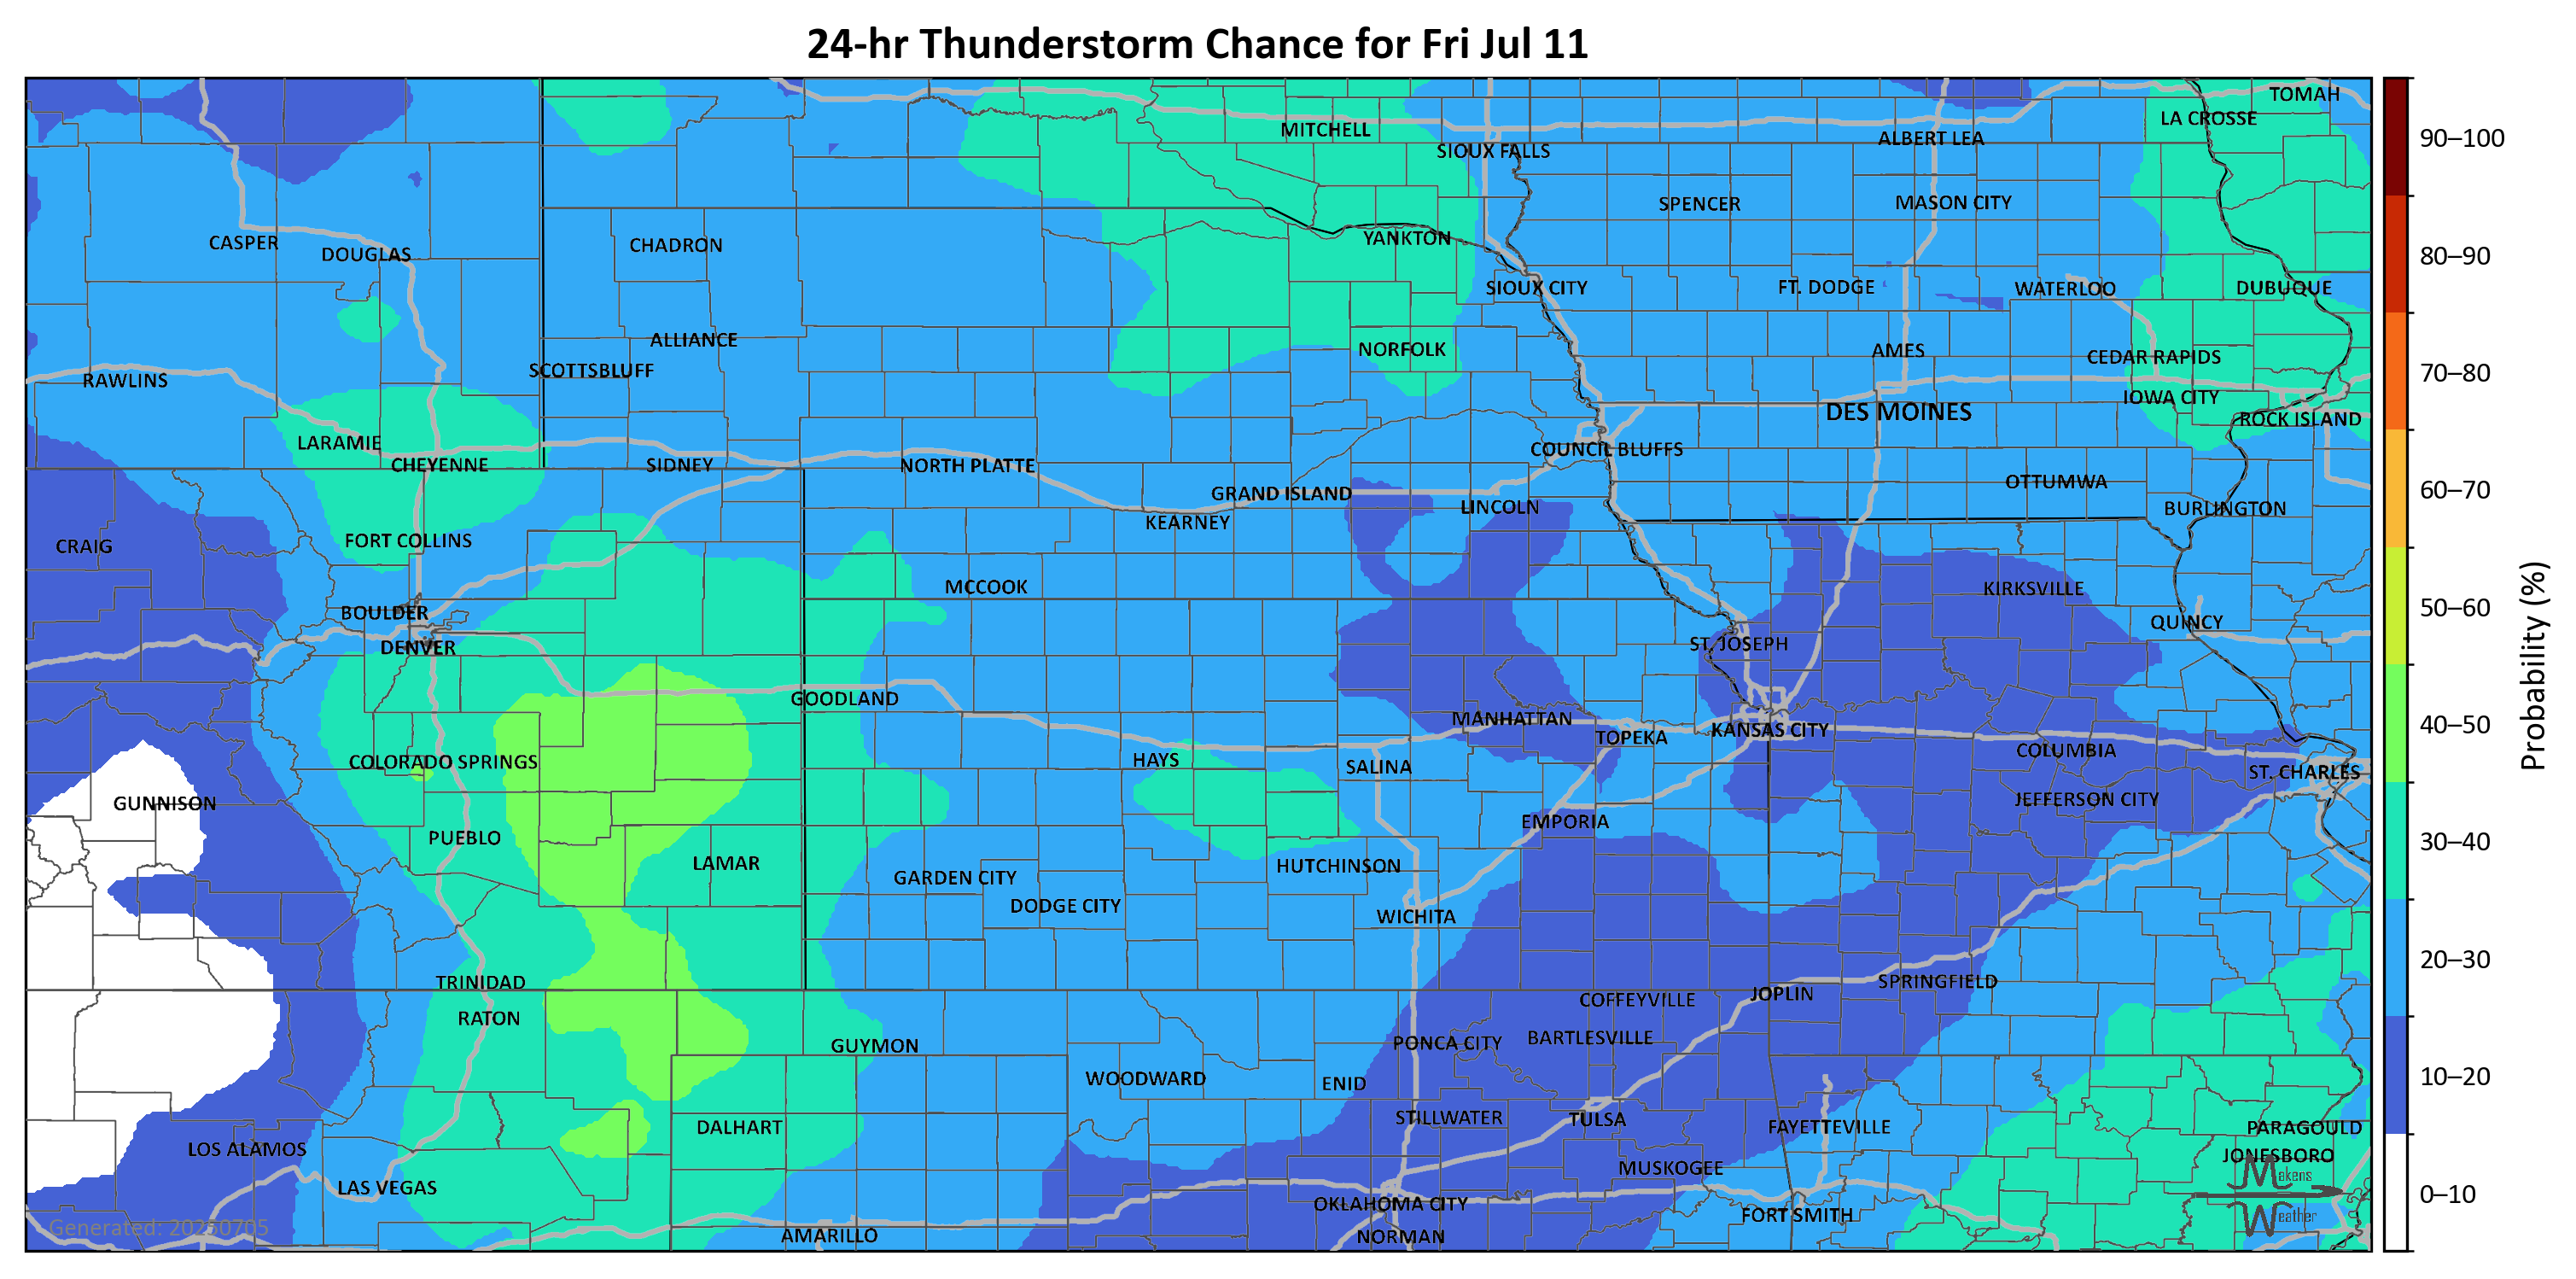 24-hr Thunderstorm Chance for Fri Jul 11
TOMAH
LA CROSSE
MITCHELL
ALBERT LEA
SIOUX FALLS
SPENCER
MASON CITY
CASPER
DOUGLAS
CHADRON
YANKTON
SIOUX CITY
FT. DODGE
WATERLOO
DUBUQUE
ALLIANCE
NORFOLK
AMES
CEDAR RAPIDS
SCOTTSBLUFF
RAWLINS
IOWA CITY
DES MOINES
ROCK ISLAND
LARAMIE
COUNCIL BLUFFS
CHEYENNE
SIDNEY
NORTH PLATTE
OTTUMWA
GRAND ISLAND
LINCOLN
BURLINGTON
KEARNEY
CRAIG
FORT COLLINS
MCCOOK
KIRKSVILLE
BOULDER
QUINCY
DENVER
ST. JOSEPH
GOODLAND
MANHATTAN
KANSAS CITY
TOPEKA
COLUMBIA
COLORADO SPRINGS
HAYS
SALINA
ST. CHARLES
GUNNISON
JEFFERSON CITY
EMPORIA
PUEBLO
LAMAR
HUTCHINSON
GARDEN CITY
DODGE CITY
WICHITA
TRINIDAD
SPRINGFIELD
JOPLIN
COFFEYVILLE
RATON
BARTLESVILLE
PONCA CITY
GUYMON
WOODWARD
ENID
STILLWATER
TULSA
DALHART
FAYETTEVILLE
PARAGOULD
LOS ALAMOS
JONESBORO
MUSKOGEE
LAS VEGAS
OKLAHOMA CITY
FORT SMITH
AMARILLO
NORMAN
Generated: 20250705
Makens
Weather
90–100
80–90
70–80
60–70
50–60
40–50
30–40
20–30
10–20
0–10
Probability (%)